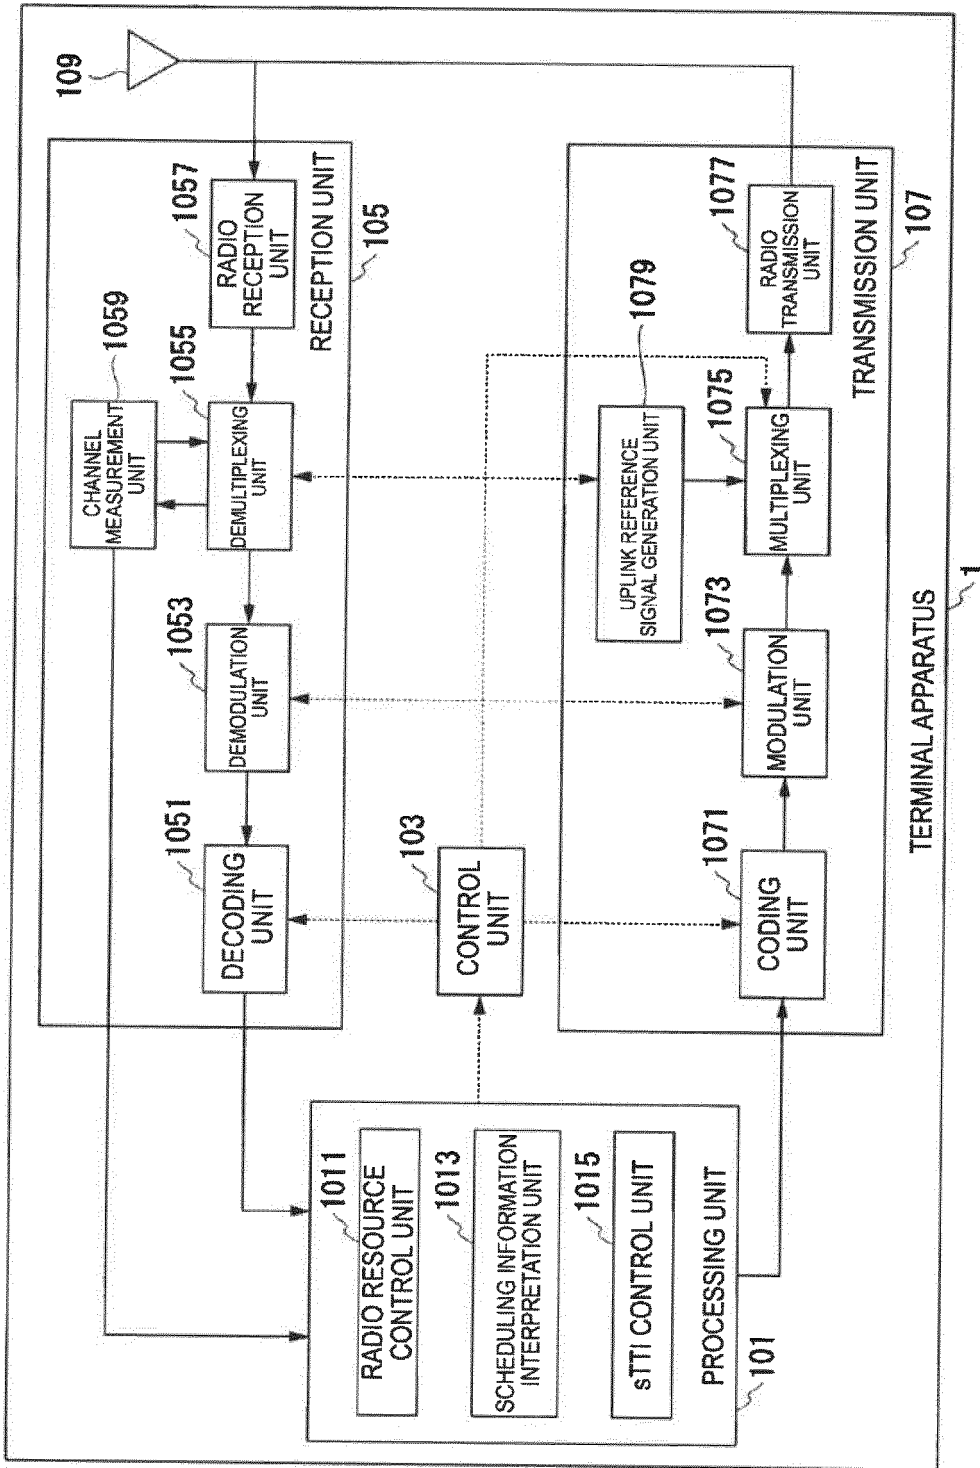 109
1057
RADIO
RECEPTION
UNIT
RECEPTION UNIT
105
1059
CHANNEL
MEASUREMENT
UNIT
1055
DEMULTIPLEXING
UNIT
1053
DEMODULATION
UNIT
1051
DECODING
UNIT
103
CONTROL
UNIT
1011
RADIO RESOURCE
CONTROL UNIT
1013
SCHEDULING INFORMATION
INTERPRETATION UNIT
1015
sTTI CONTROL UNIT
PROCESSING UNIT
101
1071
CODING
UNIT
1073
MODULATION
UNIT
1075
MULTIPLEXING
UNIT
1079
UPLINK REFERENCE
SIGNAL GENERATION UNIT
1077
RADIO
TRANSMISSION
UNIT
TRANSMISSION UNIT
107
TERMINAL APPARATUS
1